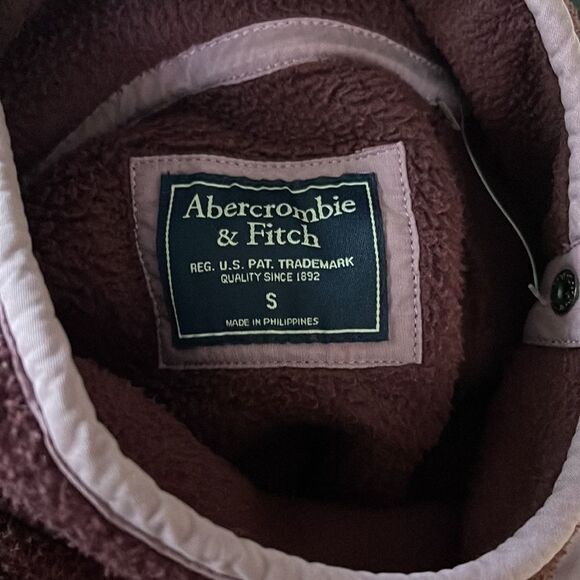 Abercrombie
& Fitch
REG. U.S. PAT. TRADEMARK
QUALITY SINCE 1892
S
MADE IN PHILIPPINES